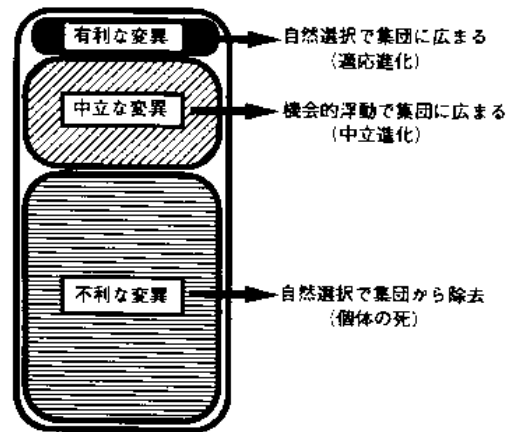 有利な変異
自然選択で集団に広まる
(適応進化)
中立な変異
機会的浮動で集団に広まる
(中立進化)
不利な変異
自然選択で集団から除去
(個体の死)